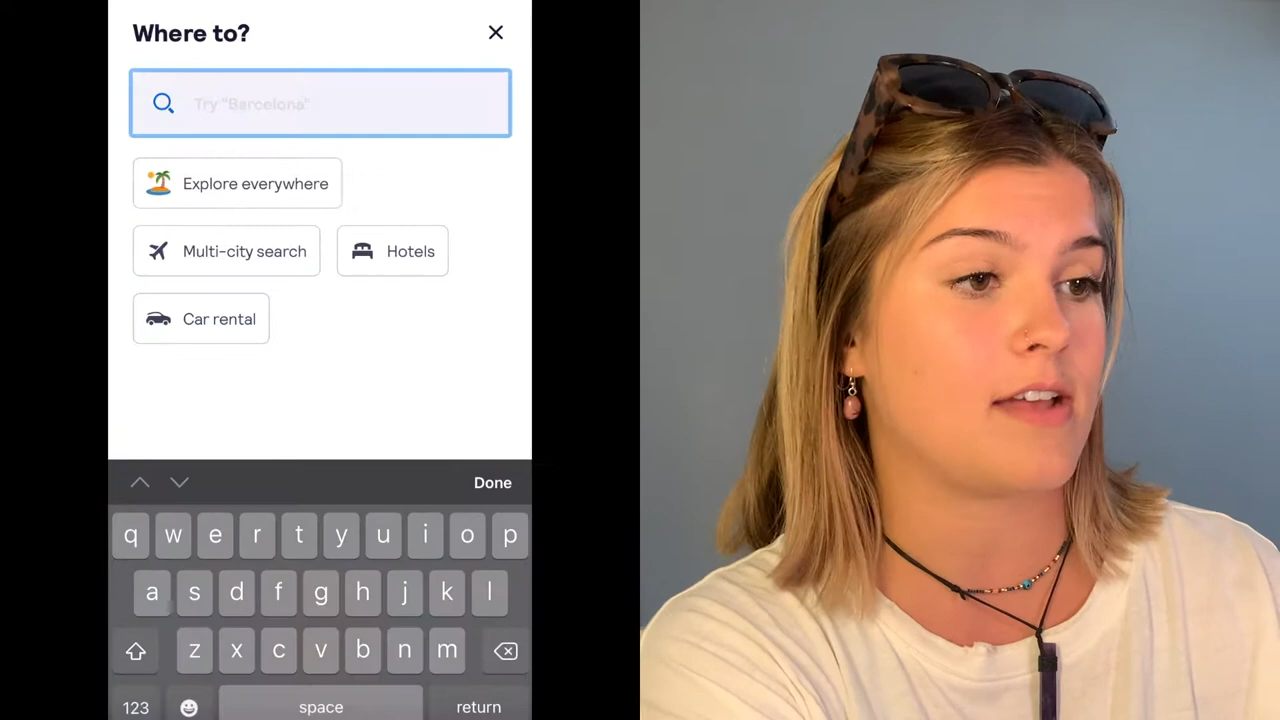 Where to?
Try "Barcelona"
Explore everywhere
Multi-city search
Hotels
Car rental
Done
q w e r t y u i o p
a s d f g h j k l
z x c v b n m
123
space
return